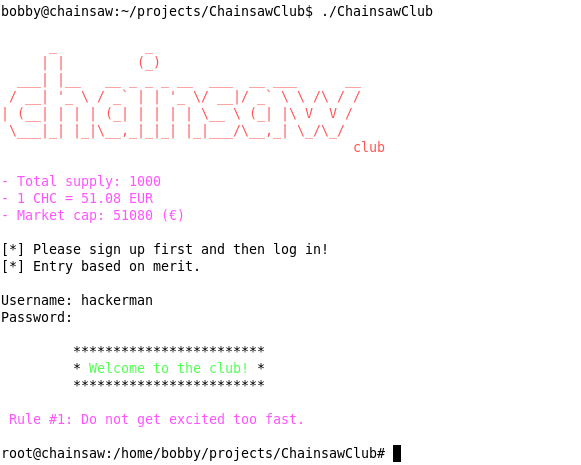 bobby@chainsaw:~/projects/ChainsawClub$ ./ChainsawClub
chainsaw
club
- Total supply: 1000
- 1 CHC = 51.08 EUR
- Market cap: 51080 (€)
[*] Please sign up first and then log in!
[*] Entry based on merit.
Username: hackerman
Password:
************************
* Welcome to the club! *
************************
Rule #1: Do not get excited too fast.
root@chainsaw:/home/bobby/projects/ChainsawClub#